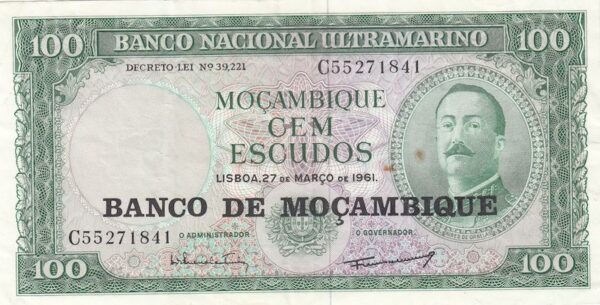 100 BANCO NACIONAL ULTRAMARINO 100
DECRETO-LEI Nº 39,221 C55271841
MOÇAMBIQUE
CEM
ESCUDOS
LISBOA, 27 DE MARÇO DE 1961.
BANCO DE MOÇAMBIQUE
C55271841 O ADMINISTRADOR O GOVERNADOR
100 100